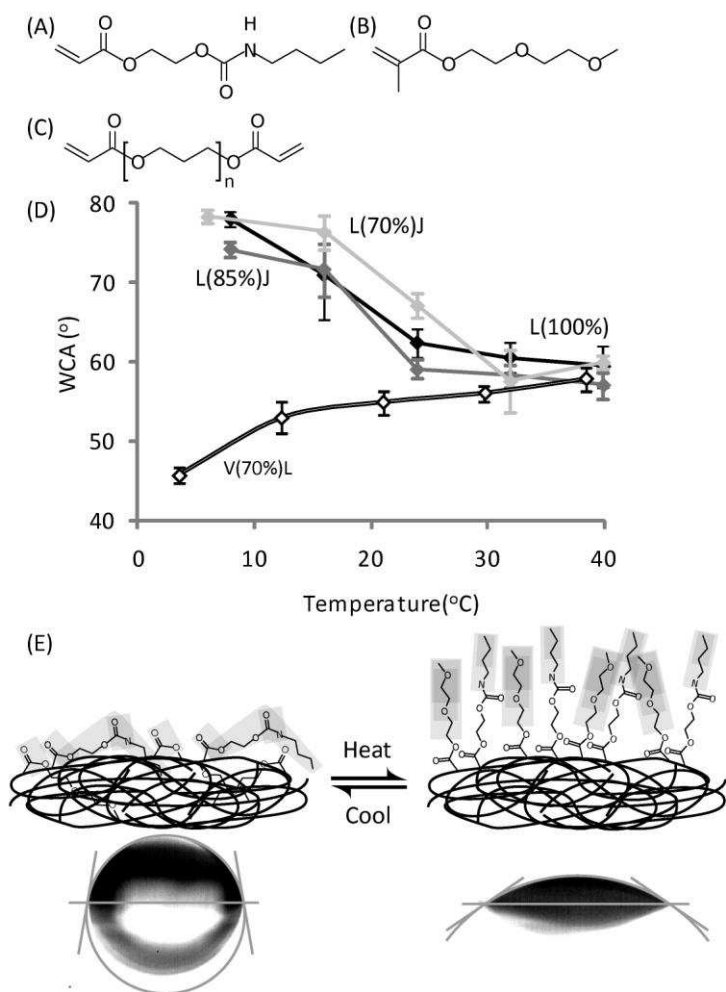 (A)
(B)
O
O
O
H
N
O
O
O
O
O
(C)
O
O
n
O
O
(D)
80
70
60
50
40
WCA (°)
L(70%)J
L(85%)J
L(100%)
V(70%)L
0 10 20 30 40
Temperature(°C)
(E)
Heat
Cool